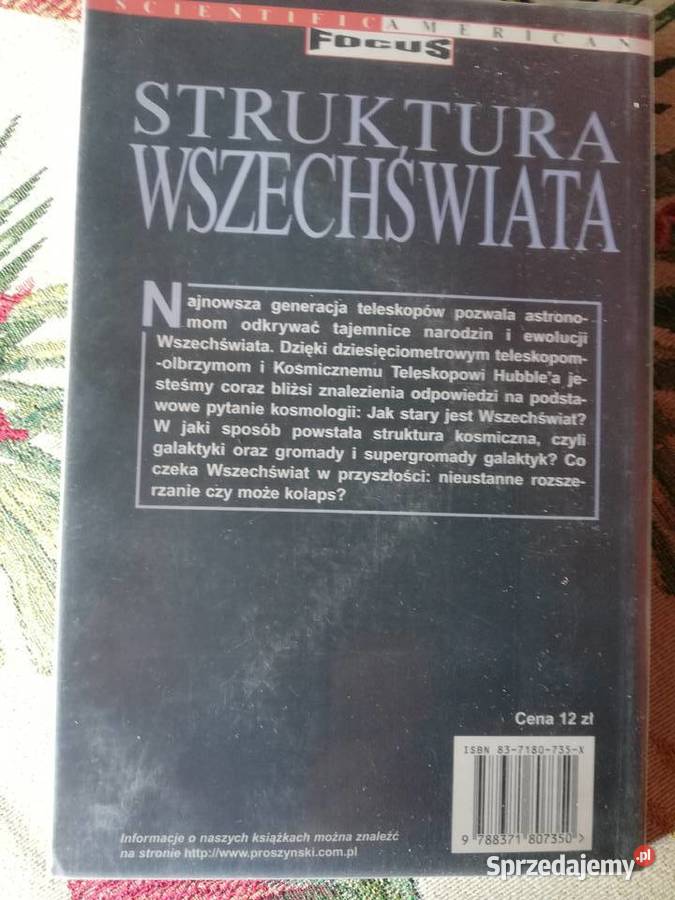 SCIENTIFIC AMERICAN
FOCUS
STRUKTURA
WSZECHŚWIATA
Najnowsza generacja teleskopów pozwala astrono-
mom odkrywać tajemnice narodzin i ewolucji
Wszechświata. Dzięki dziesięciometrowym teleskopom-
-olbrzymom i Kosmicznemu Teleskopowi Hubble'a je-
steśmy coraz bliżsi znalezienia odpowiedzi na podsta-
wowe pytanie kosmologii: Jak stary jest Wszechświat?
W jaki sposób powstała struktura kosmiczna, czyli
galaktyki oraz gromady i supergromady galaktyk? Co
czeka Wszechświat w przyszłości: nieustanne rozsze-
rzanie czy może kolaps?
Cena 12 zł
ISBN 83-7180-735-X
9 788371 807350 >
Informacje o naszych książkach można znaleźć
na stronie http://www.proszynski.com.pl
Sprzedajemy.pl